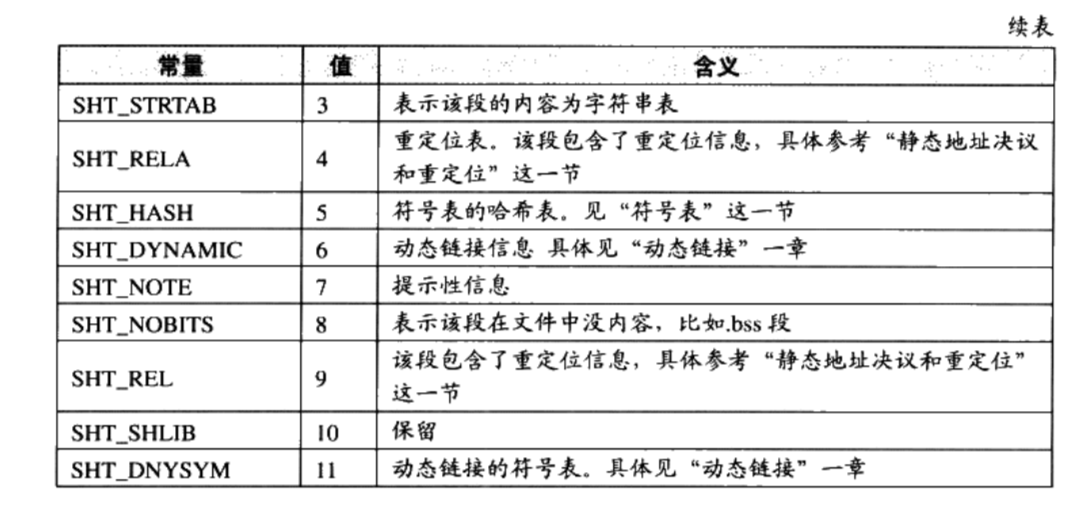 续表
常量 值 含义
SHT_STRTAB 3 表示该段的内容为字符串表
SHT_RELA 4 重定位表。该段包含了重定位信息，具体参考“静态地址决议
和重定位”这一节
SHT_HASH 5 符号表的哈希表。见“符号表”这一节
SHT_DYNAMIC 6 动态链接信息 具体见“动态链接”一章
SHT_NOTE 7 提示性信息
SHT_NOBITS 8 表示该段在文件中没内容，比如.bss 段
SHT_REL 9 该段包含了重定位信息，具体参考“静态地址决议和重定位”
这一节
SHT_SHLIB 10 保留
SHT_DNYSYM 11 动态链接的符号表。具体见“动态链接”一章